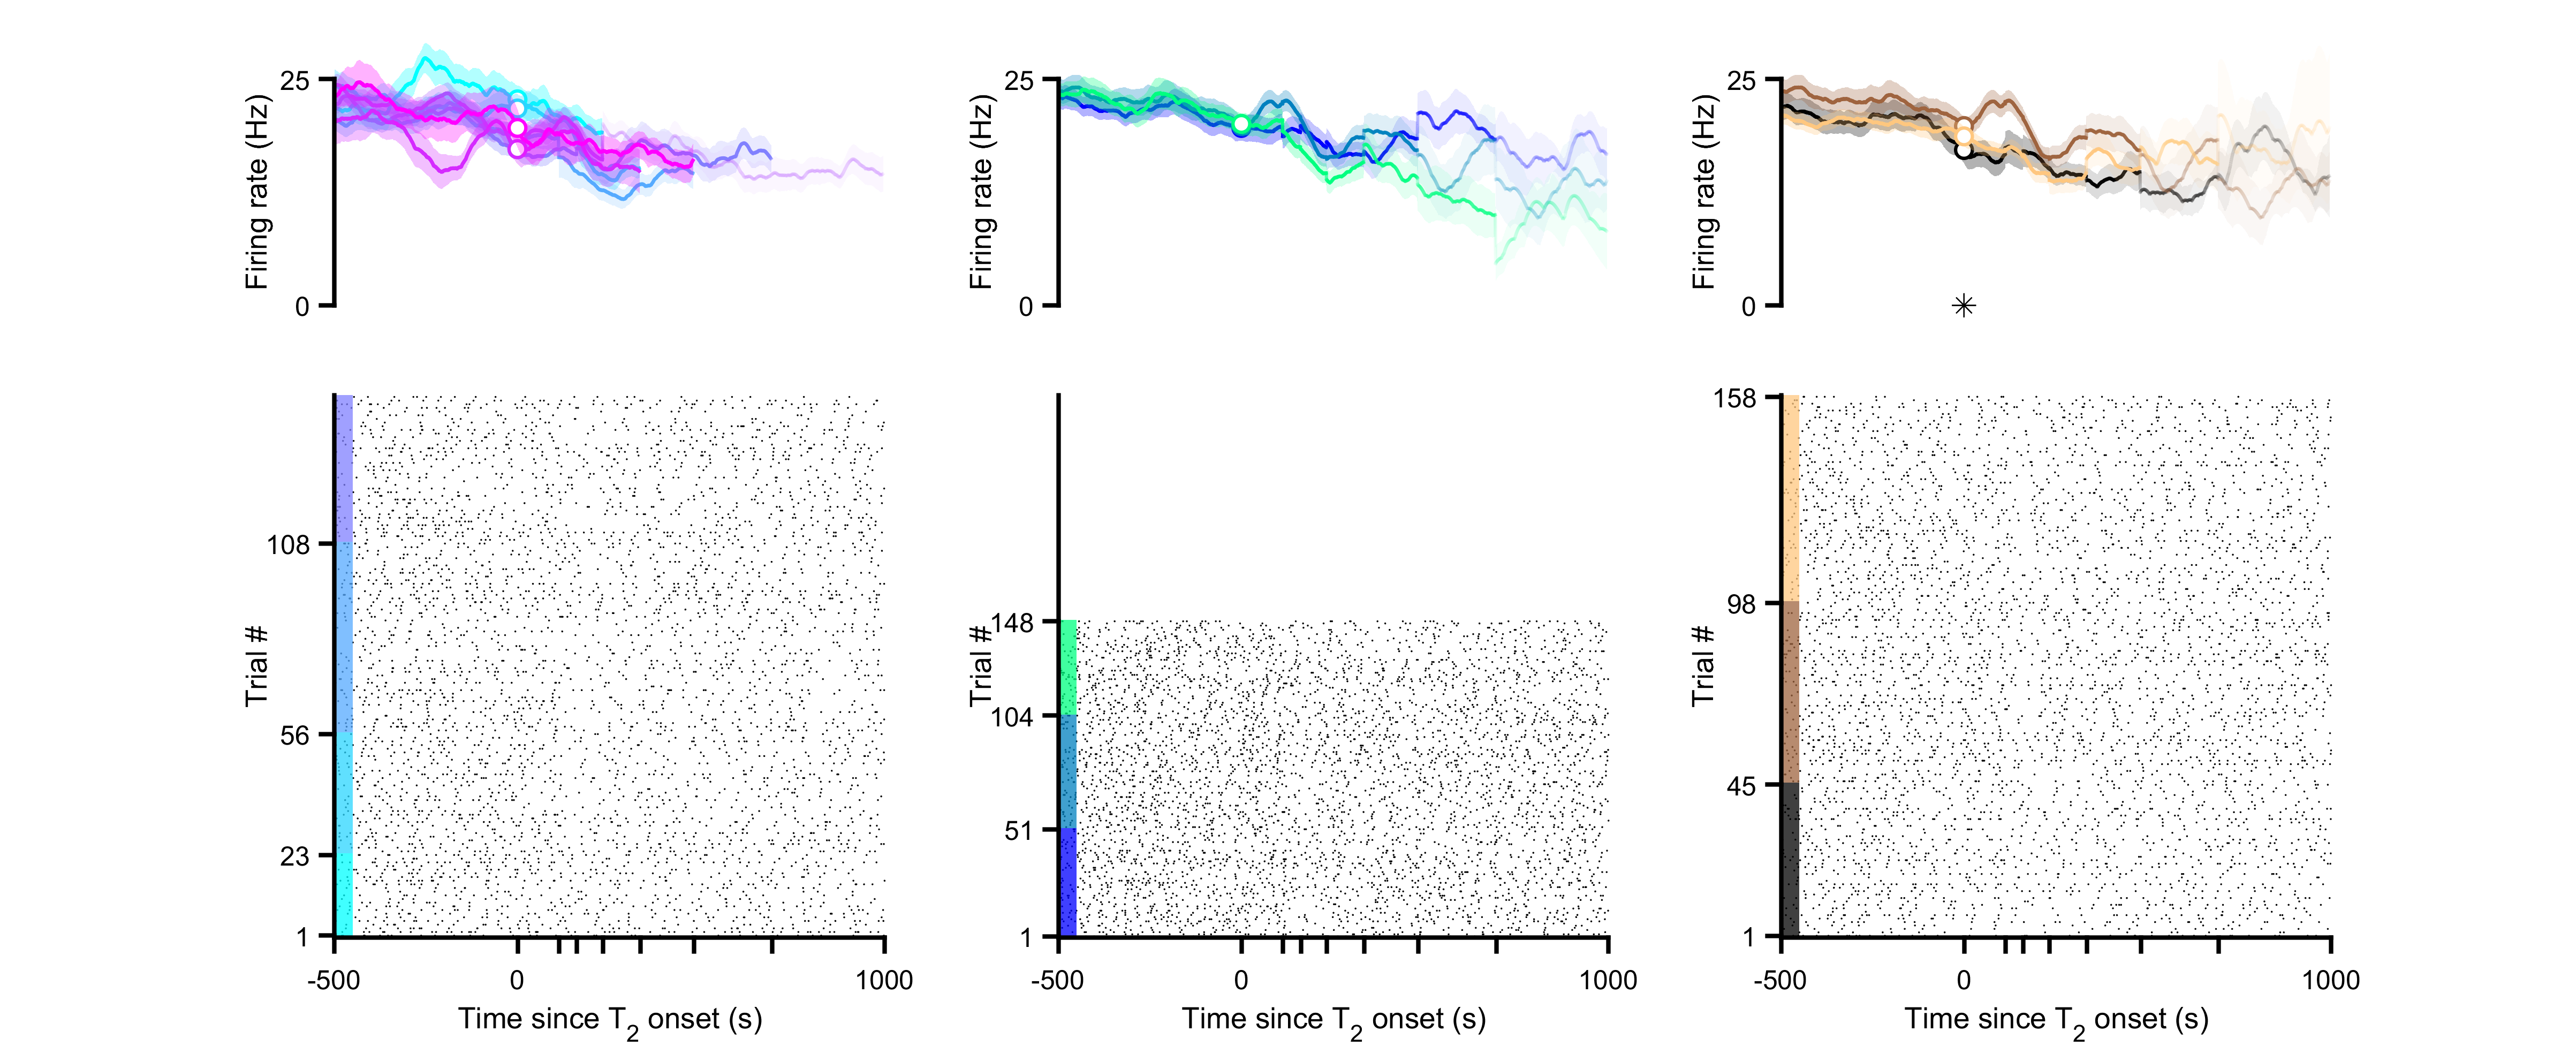 25
Firing rate (Hz)
0
25
Firing rate (Hz)
0
25
Firing rate (Hz)
0
108
56
23
1
Trial #
-500 0 1000
Time since T2 onset (s)
148
104
51
1
Trial #
-500 0 1000
Time since T2 onset (s)
158
98
45
1
Trial #
-500 0 1000
Time since T2 onset (s)